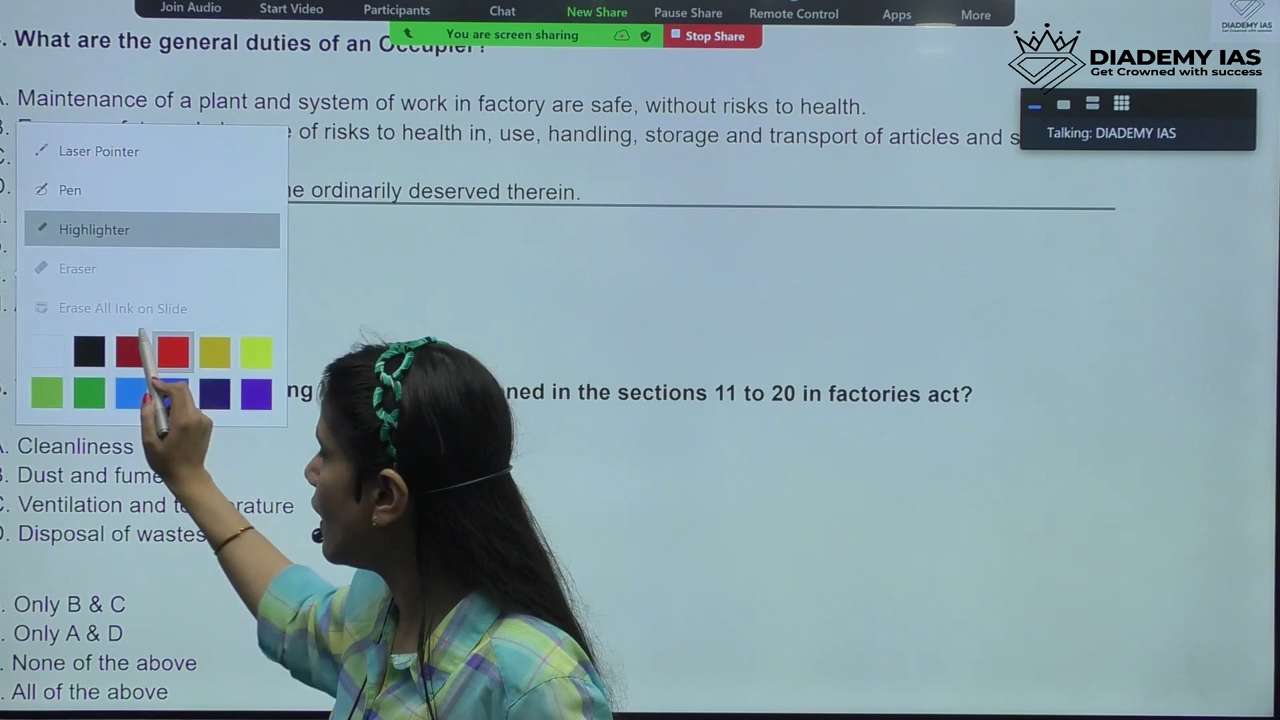 Join Audio Start Video Participants Chat New Share Pause Share Remote Control Apps More
You are screen sharing Stop Share
DIADEMY IAS
DIADEMY IAS
Get Crowned with success
Talking: DIADEMY IAS
. What are the general duties of an Occupier?
A. Maintenance of a plant and system of work in factory are safe, without risks to health.
of risks to health in, use, handling, storage and transport of articles and s
ordinarily deserved therein.
Laser Pointer
Pen
Highlighter
Eraser
Erase All Ink on Slide
in the sections 11 to 20 in factories act?
A. Cleanliness
B. Dust and fume
C. Ventilation and
D. Disposal of wastes
. Only B & C
. Only A & D
. None of the above
. All of the above